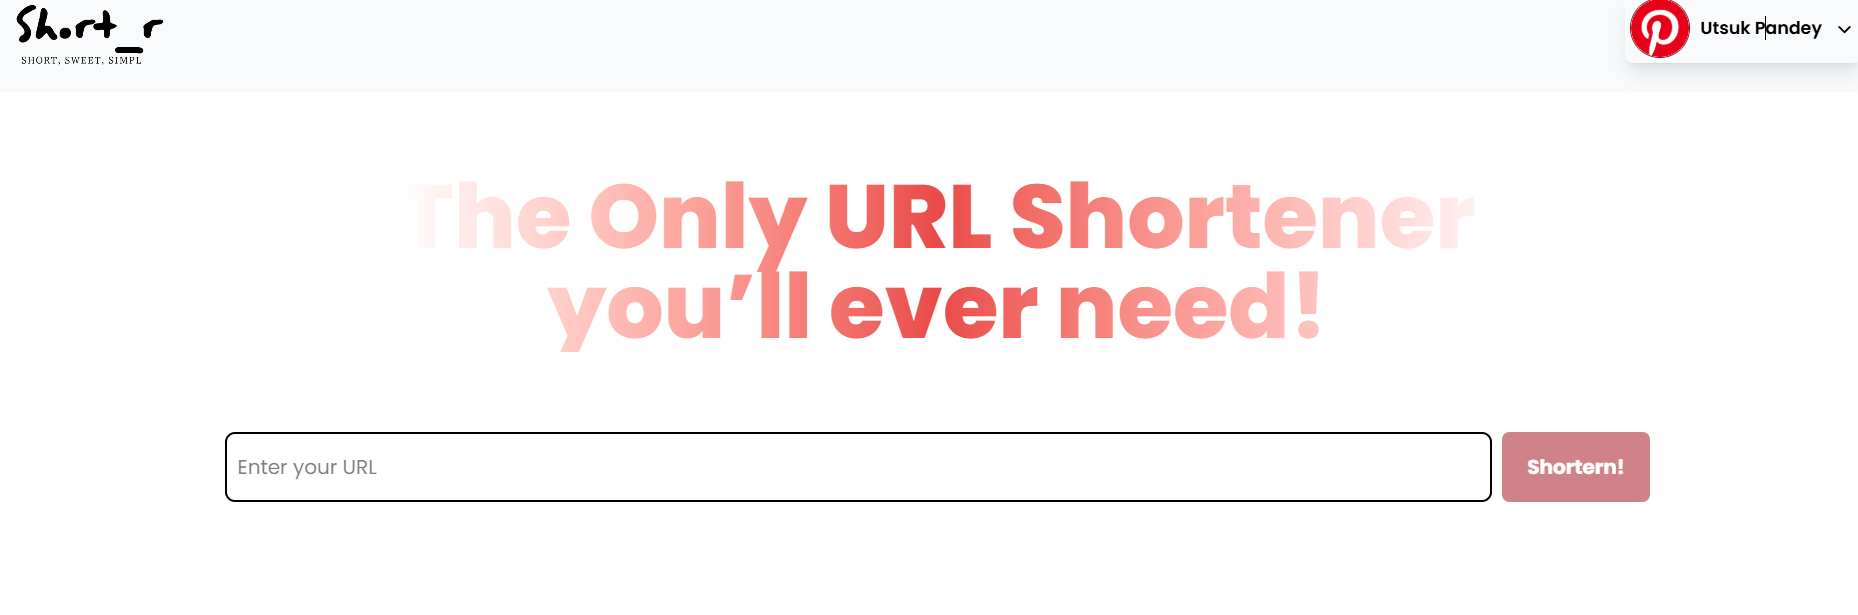 Short_r
SHORT, SWEET, SIMPL
Utsuk Pandey
The Only URL Shortener
you’ll ever need!
Enter your URL
Shortern!